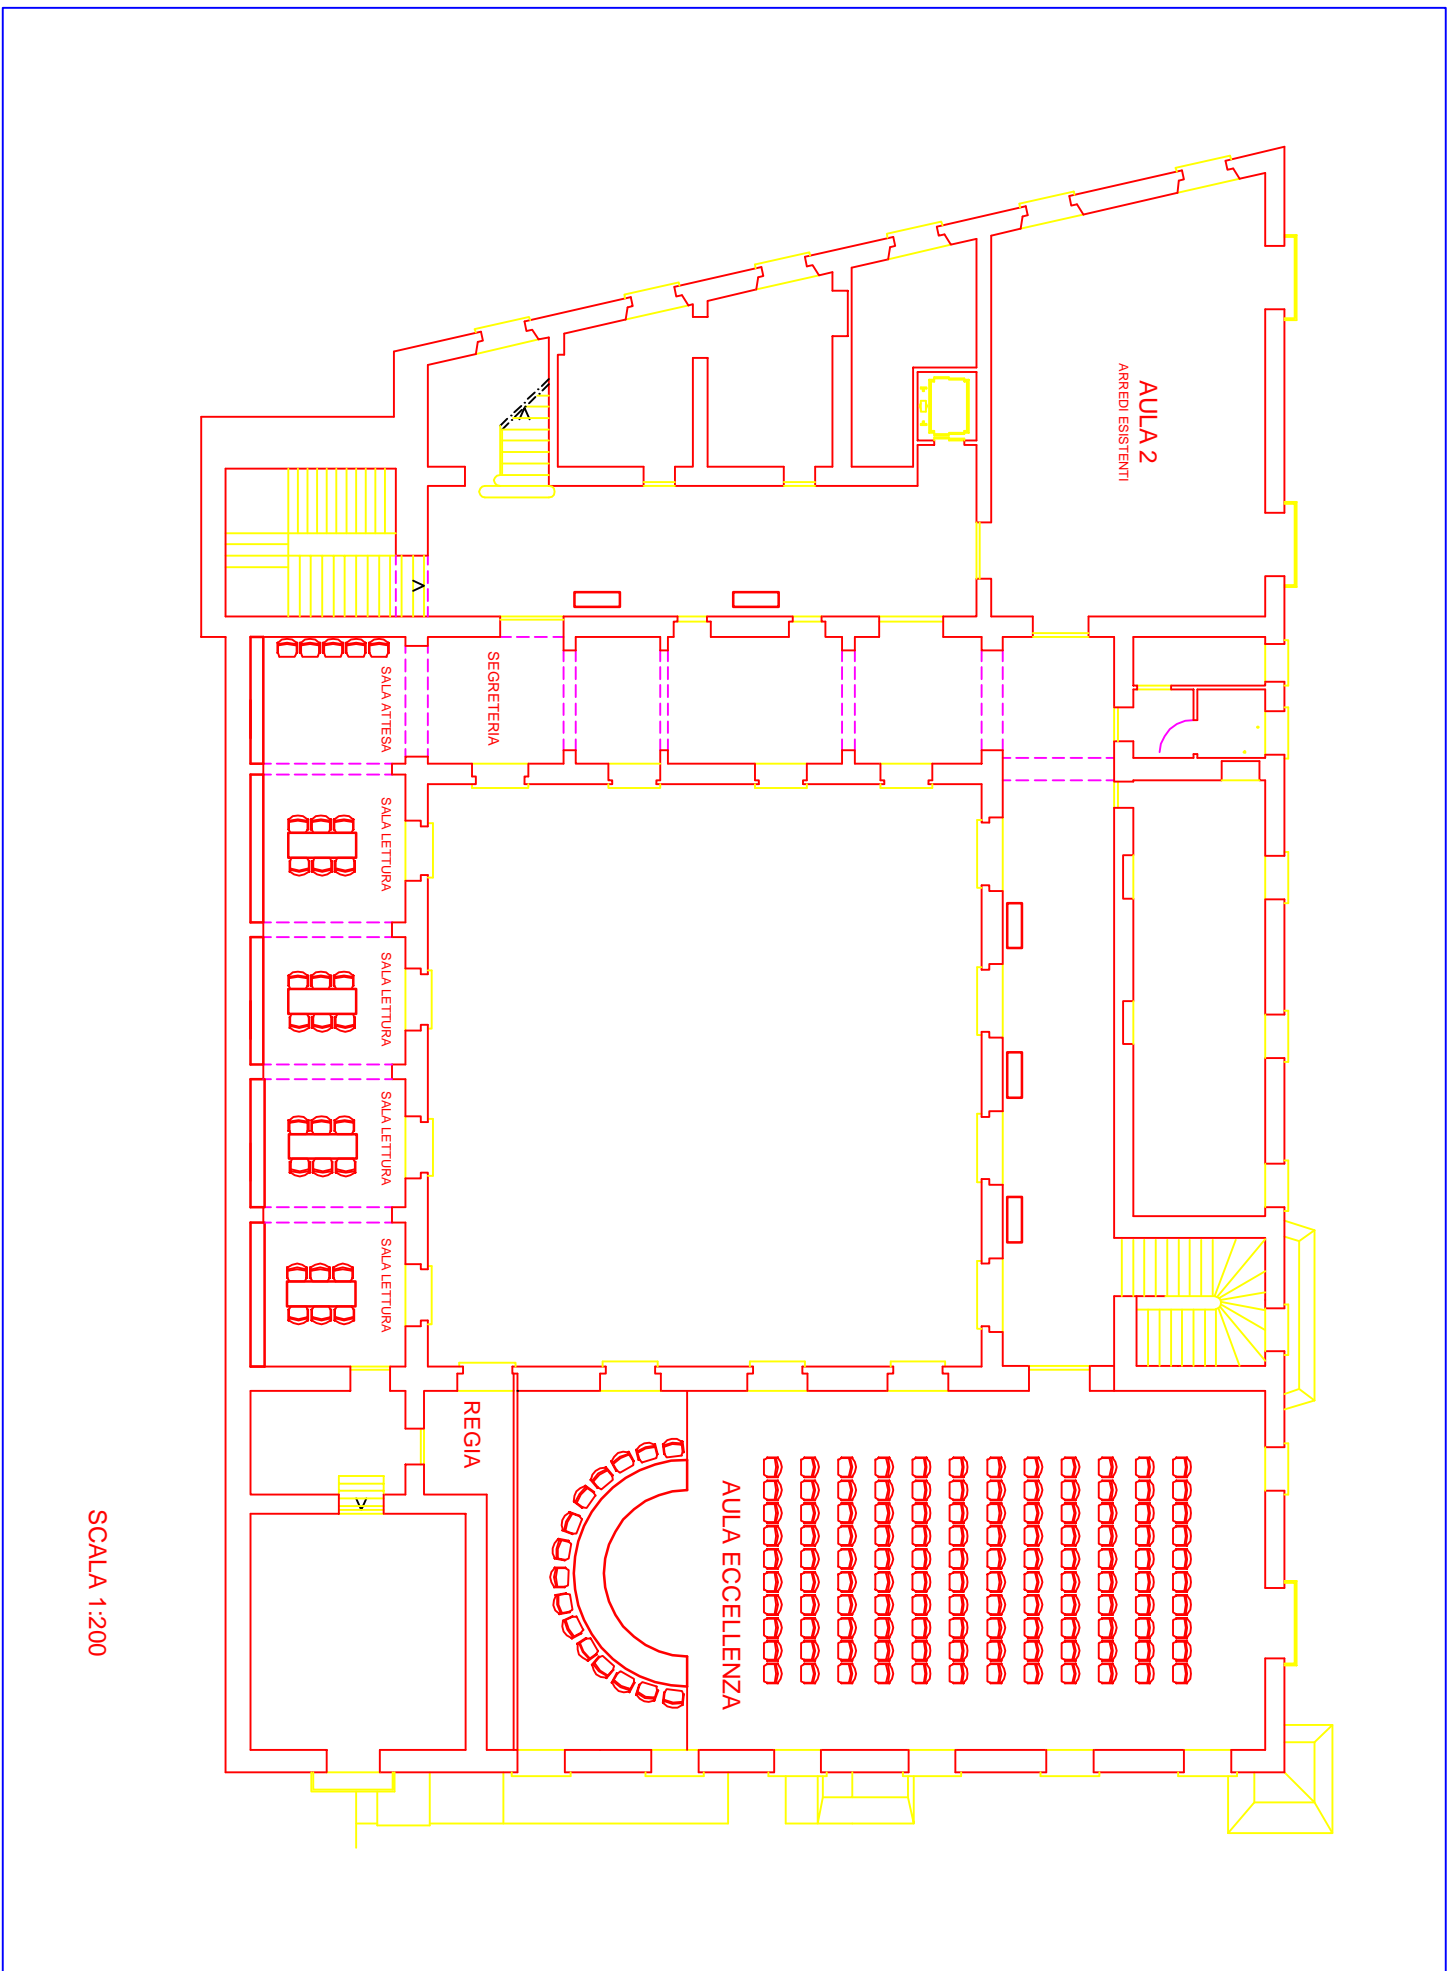 AULA 2
ARREDI ESISTENTI
SEGRETERIA
SALA ATTESA
SALA LETTURA
SALA LETTURA
SALA LETTURA
SALA LETTURA
REGIA
AULA ECCELLENZA
SCALA 1:200